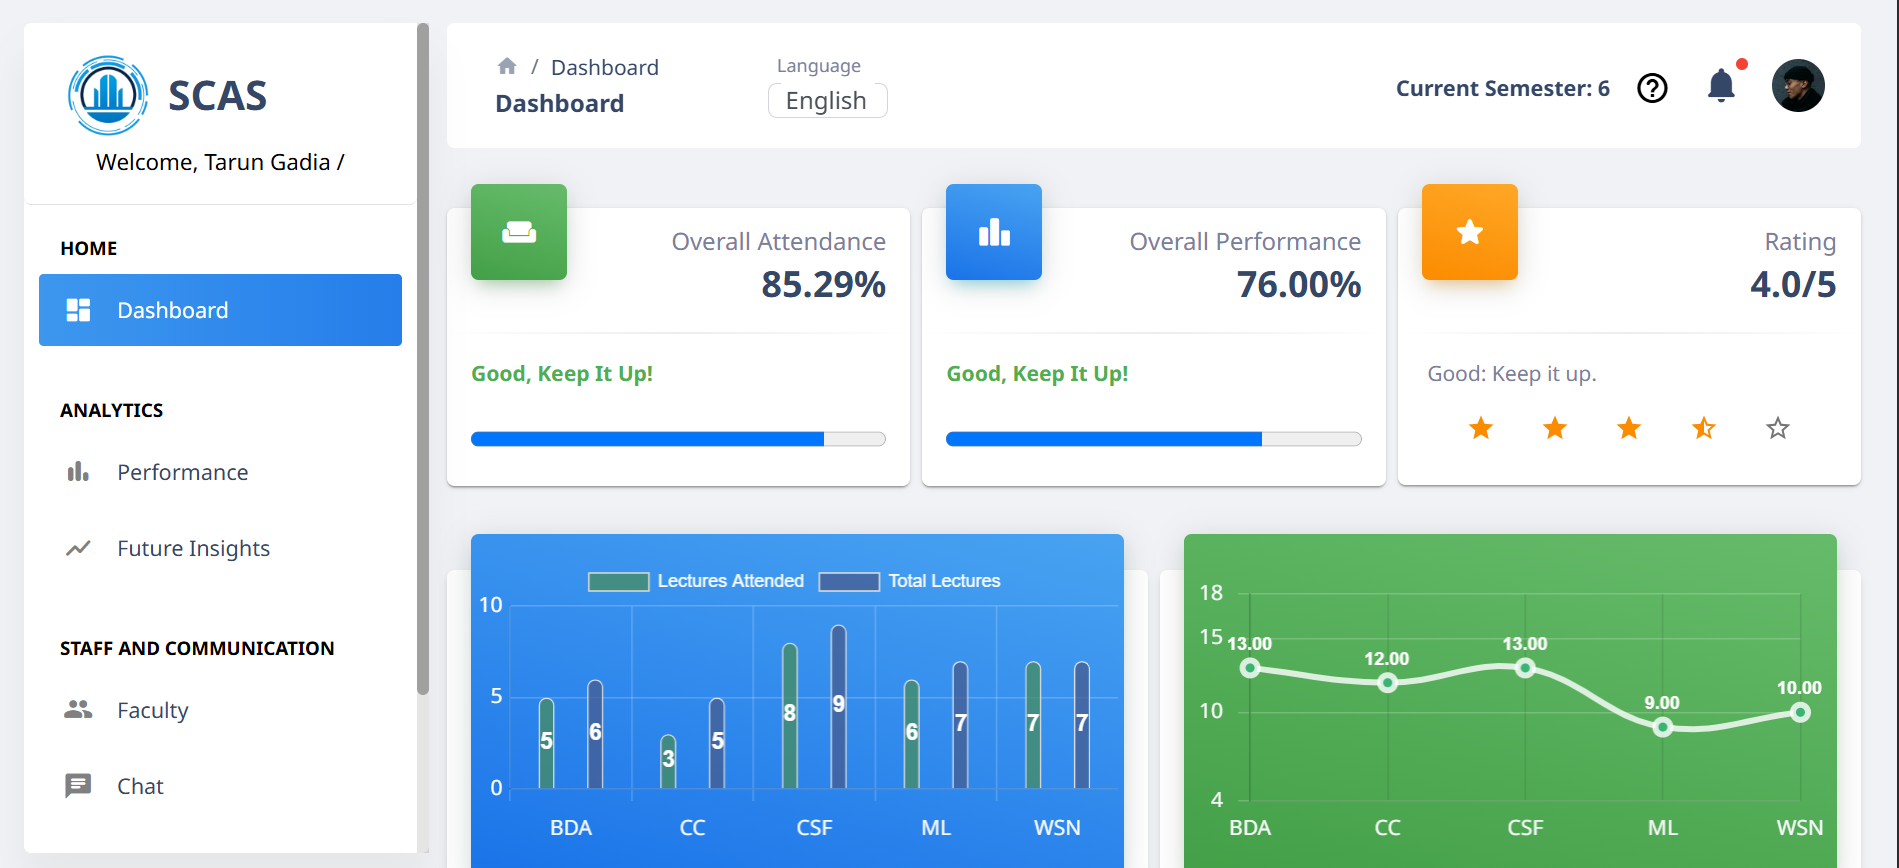 SCAS
Welcome, Tarun Gadia /
HOME
Dashboard
ANALYTICS
Performance
Future Insights
STAFF AND COMMUNICATION
Faculty
Chat
/ Dashboard
Dashboard
Language
English
Current Semester: 6
Overall Attendance
85.29%
Good, Keep It Up!
Overall Performance
76.00%
Good, Keep It Up!
Rating
4.0/5
Good: Keep it up.
Lectures Attended Total Lectures
10
5
0
5 6 3 5 8 9 6 7 7 7
BDA CC CSF ML WSN
18
15
10
4
13.00 12.00 13.00 9.00 10.00
BDA CC CSF ML WSN